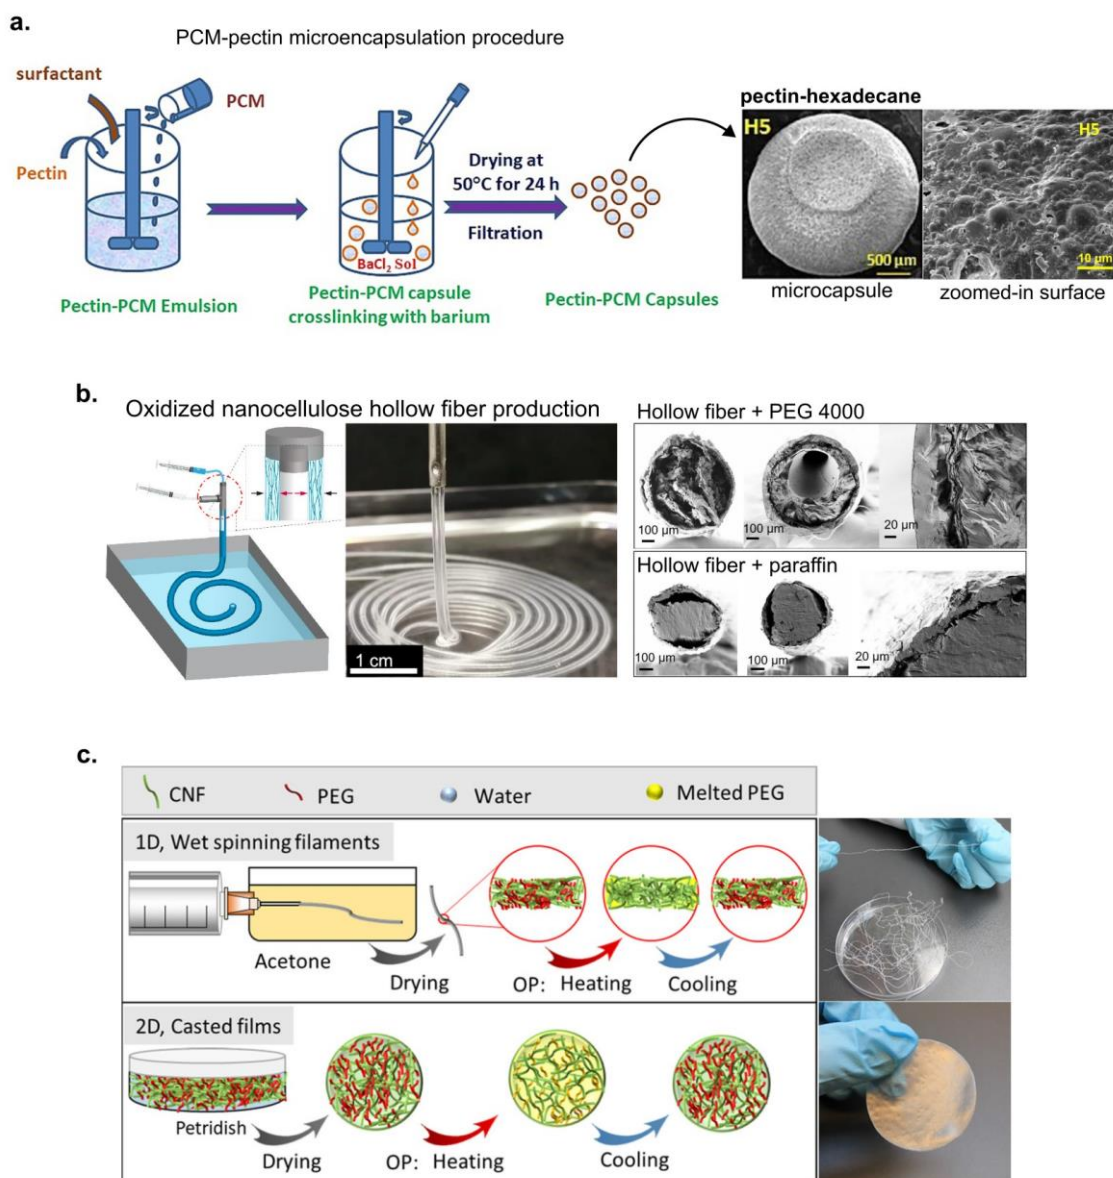 a.
PCM-pectin microencapsulation procedure
surfactant
PCM
Pectin
Pectin-PCM Emulsion
BaCl₂ Sol
Pectin-PCM capsule
crosslinking with barium
Drying at
50°C for 24 h
Filtration
Pectin-PCM Capsules
pectin-hexadecane
H5
500 µm
microcapsule
H5
10 µm
zoomed-in surface
b.
Oxidized nanocellulose hollow fiber production
1 cm
Hollow fiber + PEG 4000
100 µm
100 µm
20 µm
Hollow fiber + paraffin
100 µm
100 µm
20 µm
c.
CNF
PEG
Water
Melted PEG
1D, Wet spinning filaments
Acetone
Drying
OP: Heating
Cooling
2D, Casted films
Petridish
Drying
OP: Heating
Cooling